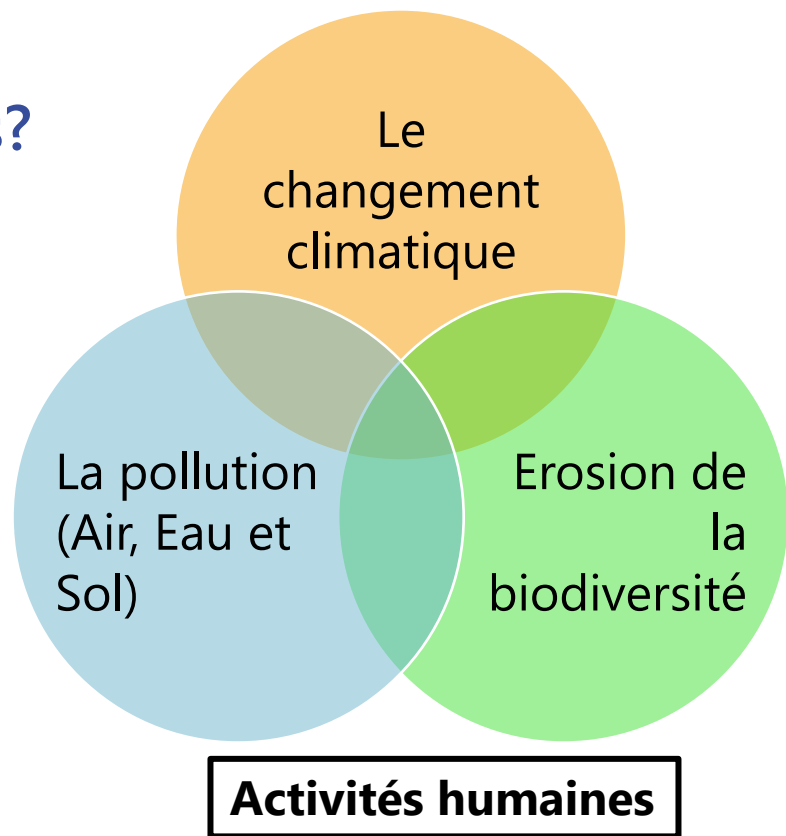 ?
Le
changement
climatique
La pollution
(Air, Eau et
Sol)
Erosion de
la
biodiversité
Activités humaines